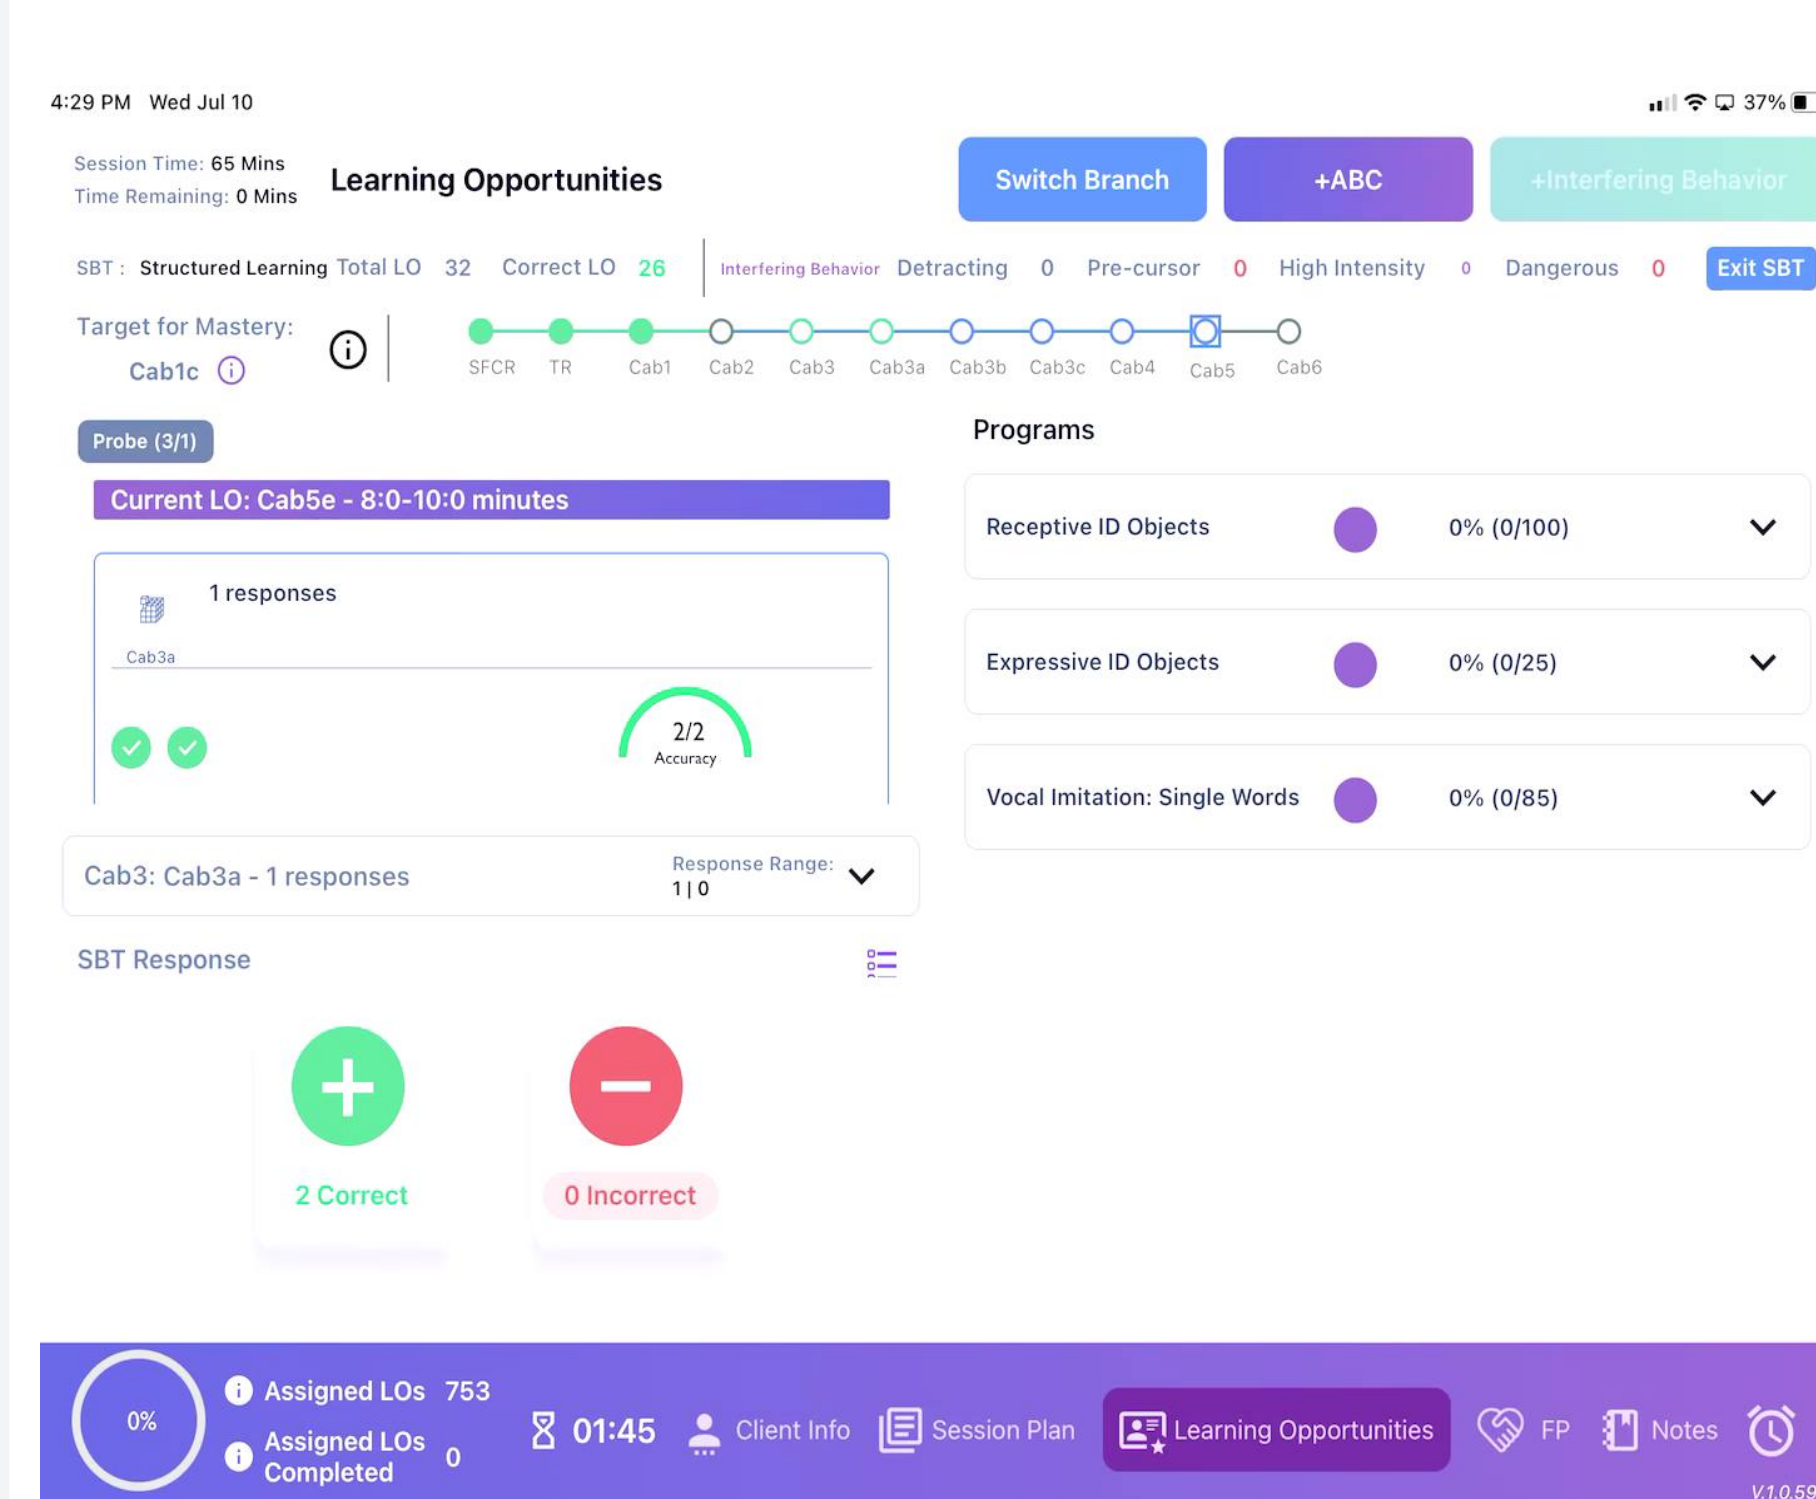 4:29 PM Wed Jul 10
37%
Session Time: 65 Mins
Time Remaining: 0 Mins
Learning Opportunities
Switch Branch
+ABC
+Interfering Behavior
SBT : Structured Learning Total LO 32 Correct LO 26 Interfering Behavior Detracting 0 Pre-cursor 0 High Intensity 0 Dangerous 0 Exit SBT
Target for Mastery:
Cab1c
SFCR TR Cab1 Cab2 Cab3 Cab3a Cab3b Cab3c Cab4 Cab5 Cab6
Probe (3/1)
Current LO: Cab5e - 8:0-10:0 minutes
1 responses
Cab3a
2/2
Accuracy
Cab3: Cab3a - 1 responses
Response Range:
1 | 0
SBT Response
2 Correct
0 Incorrect
Programs
Receptive ID Objects 0% (0/100)
Expressive ID Objects 0% (0/25)
Vocal Imitation: Single Words 0% (0/85)
0%
Assigned LOs 753
Assigned LOs
Completed 0
01:45
Client Info
Session Plan
Learning Opportunities
FP
Notes
V.1.0.59